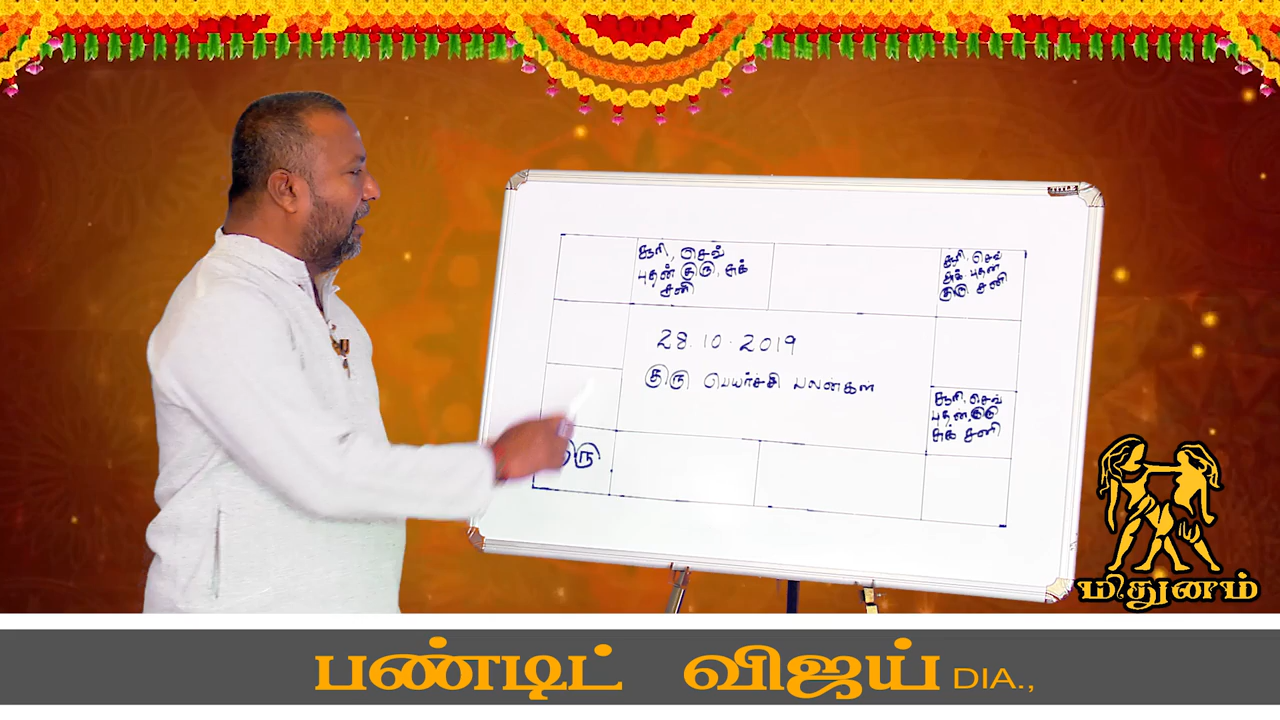 சூரி, செவ்
புதன் குரு, சுக்
சனி
சூரி, செவ்
சுக் புதன்
குரு, சனி
28.10.2019
குரு பெயர்ச்சி பலன்கள்
சூரி, செவ்
புதன், குரு
சுக் சனி
குரு
மிதுனம்
பண்டிட் விஜய் DIA.,